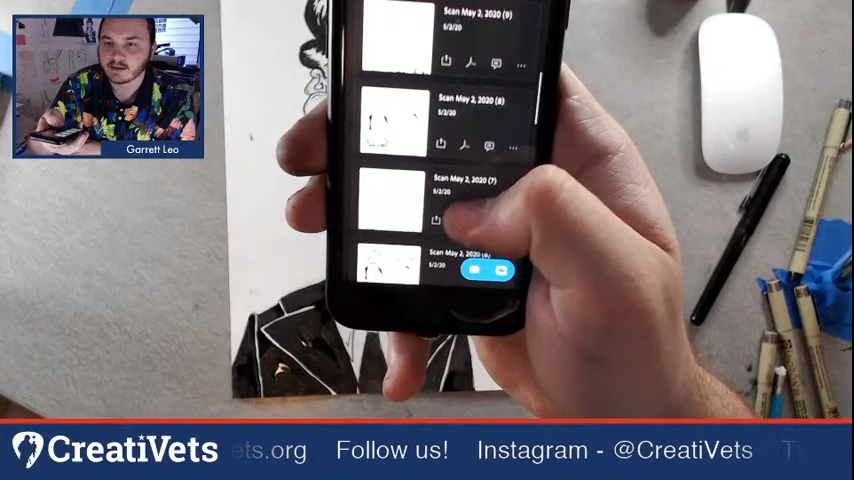 Scan May 2, 2020 (9)
5/2/20
Scan May 2, 2020 (8)
5/2/20
Scan May 2, 2020 (7)
5/2/20
Scan May 2, 2020 (6)
5/2/20
Garrett Leo
CreatiVets
ets.org Follow us! Instagram - @CreatiVets Tw